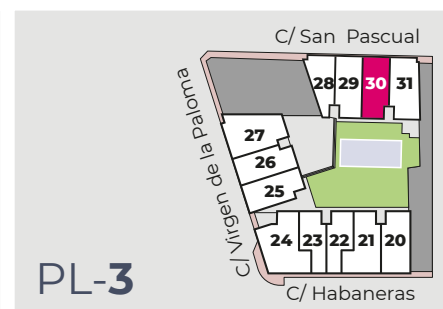 C/ San Pascual
28 29 30 31
C/ Virgen de la Paloma
27
26
25
24 23 22 21 20
PL-3
C/ Habaneras